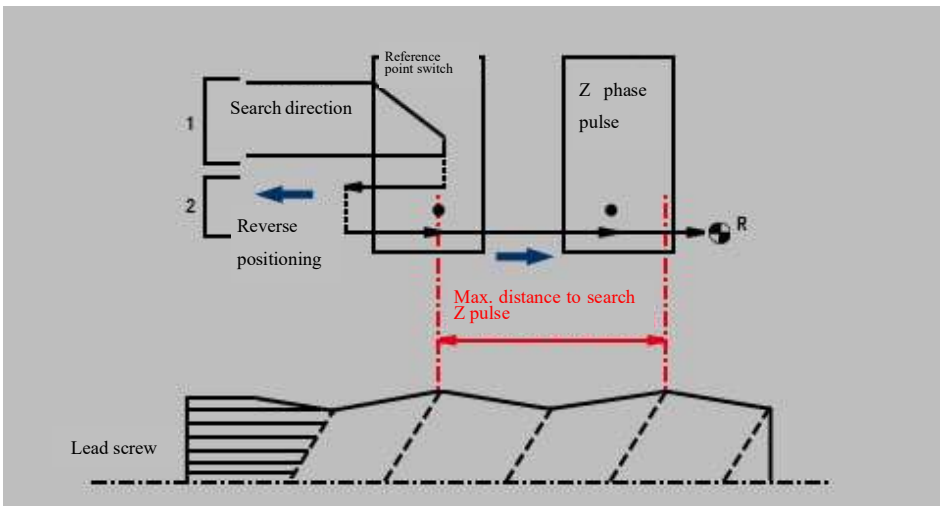 Reference
point switch
Z phase
pulse
1
Search direction
2
Reverse
positioning
R
Max. distance to search
Z pulse
Lead screw